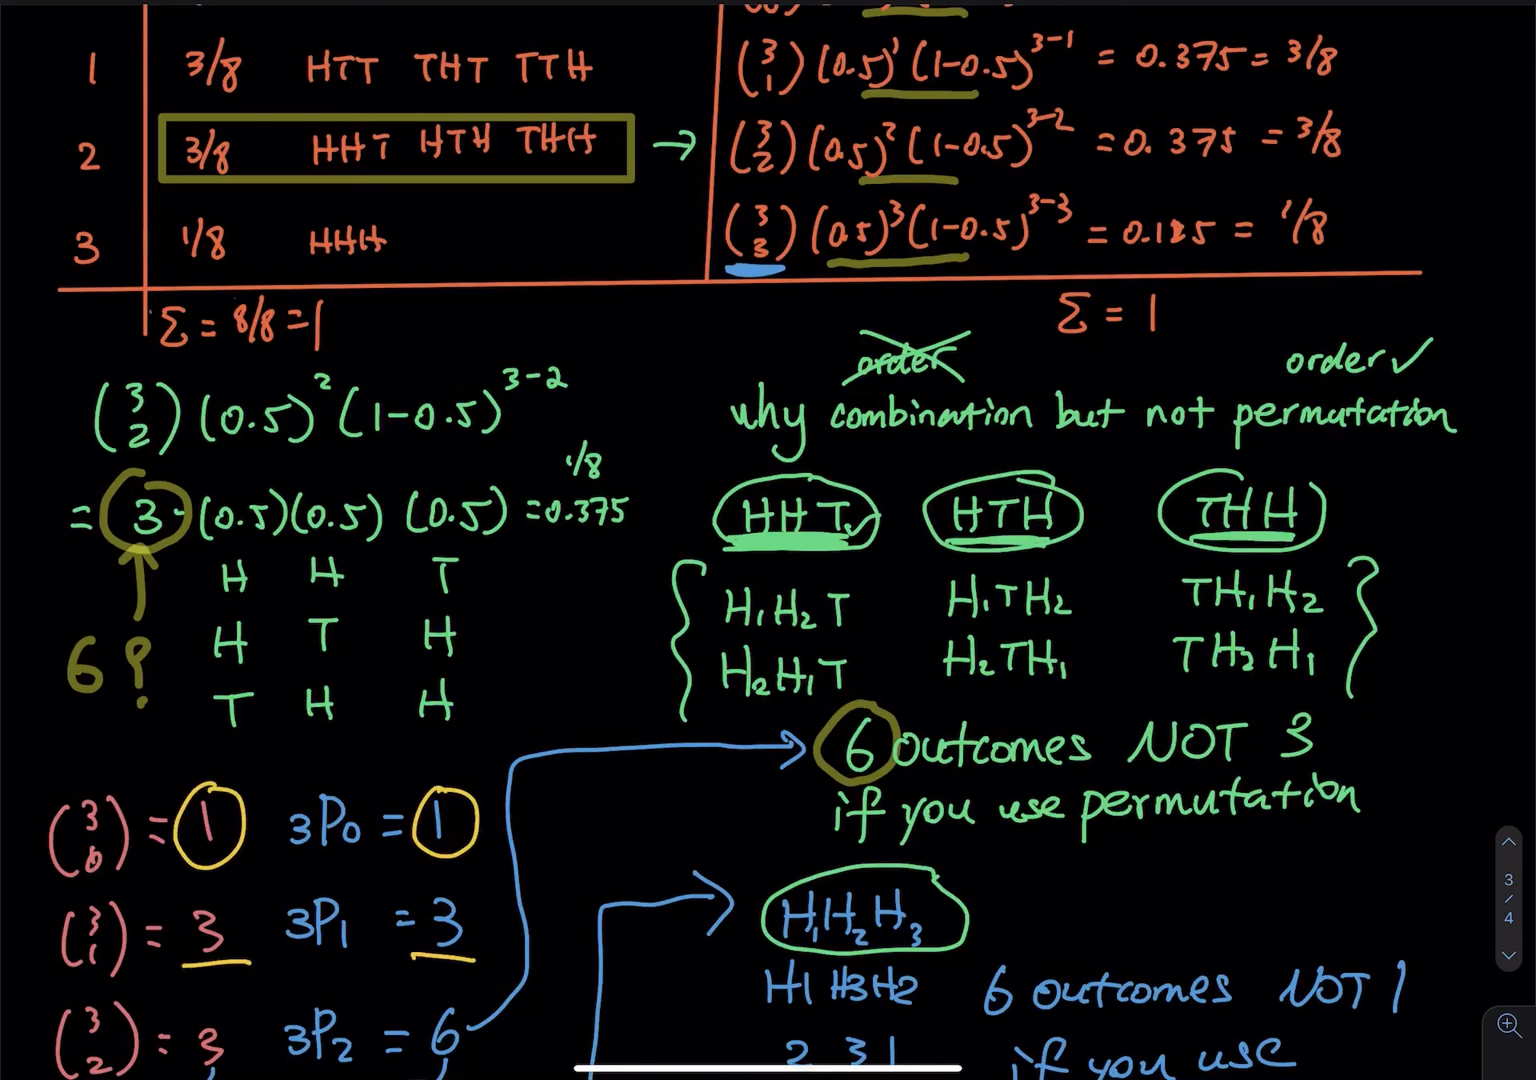 1 3/8 HTT THT TTH (3 1) (0.5)¹ (1-0.5)³⁻¹ = 0.375 = 3/8
2 3/8 HHT HTH THH → (3 2) (0.5)² (1-0.5)³⁻² = 0.375 = 3/8
3 1/8 HHH (3 3) (0.5)³ (1-0.5)³⁻³ = 0.125 = 1/8
Σ = 8/8 = 1 Σ = 1
order order ✓
(3 2) (0.5)² (1-0.5)³⁻² why combination but not permutation
1/8
= 3 · (0.5)(0.5) (0.5) = 0.375 HHT HTH THH
H H T
H T H
T H H
6 ?
H₁H₂T H₁TH₂ TH₁H₂
H₂H₁T H₂TH₁ TH₂H₁
6 outcomes NOT 3
if you use permutation
(3 0) = 1 3P0 = 1
(3 1) = 3 3P1 = 3
(3 2) = 3 3P2 = 6
H₁H₂H₃
H1 H3H2 6 outcomes NOT 1
2 3 1 if you use
3
/
4